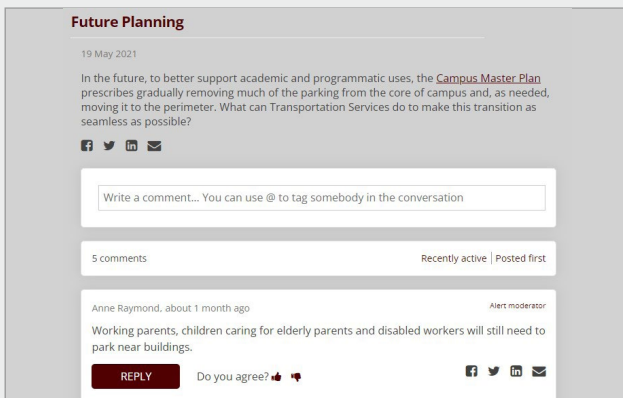 Future Planning
19 May 2021
In the future, to better support academic and programmatic uses, the Campus Master Plan
prescribes gradually removing much of the parking from the core of campus and, as needed,
moving it to the perimeter. What can Transportation Services do to make this transition as
seamless as possible?
Write a comment... You can use @ to tag somebody in the conversation
5 comments
Recently active | Posted first
Anne Raymond, about 1 month ago
Alert moderator
Working parents, children caring for elderly parents and disabled workers will still need to
park near buildings.
REPLY
Do you agree?